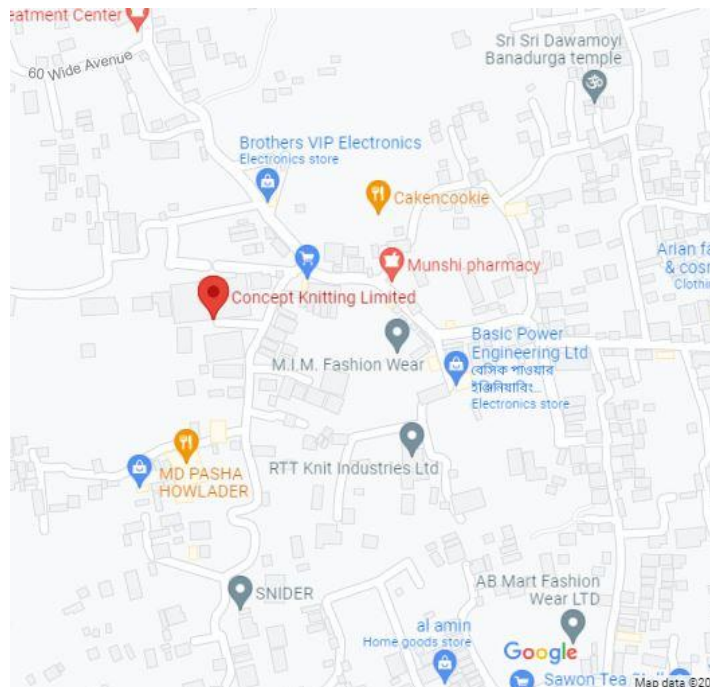 eatment Center
60 Wide Avenue
Sri Sri Dawamoyi
Banadurga temple
Brothers VIP Electronics
Electronics store
Cakencookie
Munshi pharmacy
Arian fa
& cosr
Clothi
Concept Knitting Limited
M.I.M. Fashion Wear
Basic Power
Engineering Ltd
বেসিক পাওয়ার
ইঞ্জিনিয়ারিং...
Electronics store
RTT Knit Industries Ltd
MD PASHA
HOWLADER
SNIDER
AB Mart Fashion
Wear LTD
al amin
Home goods store
Google
Sawon Tea
Map data ©20